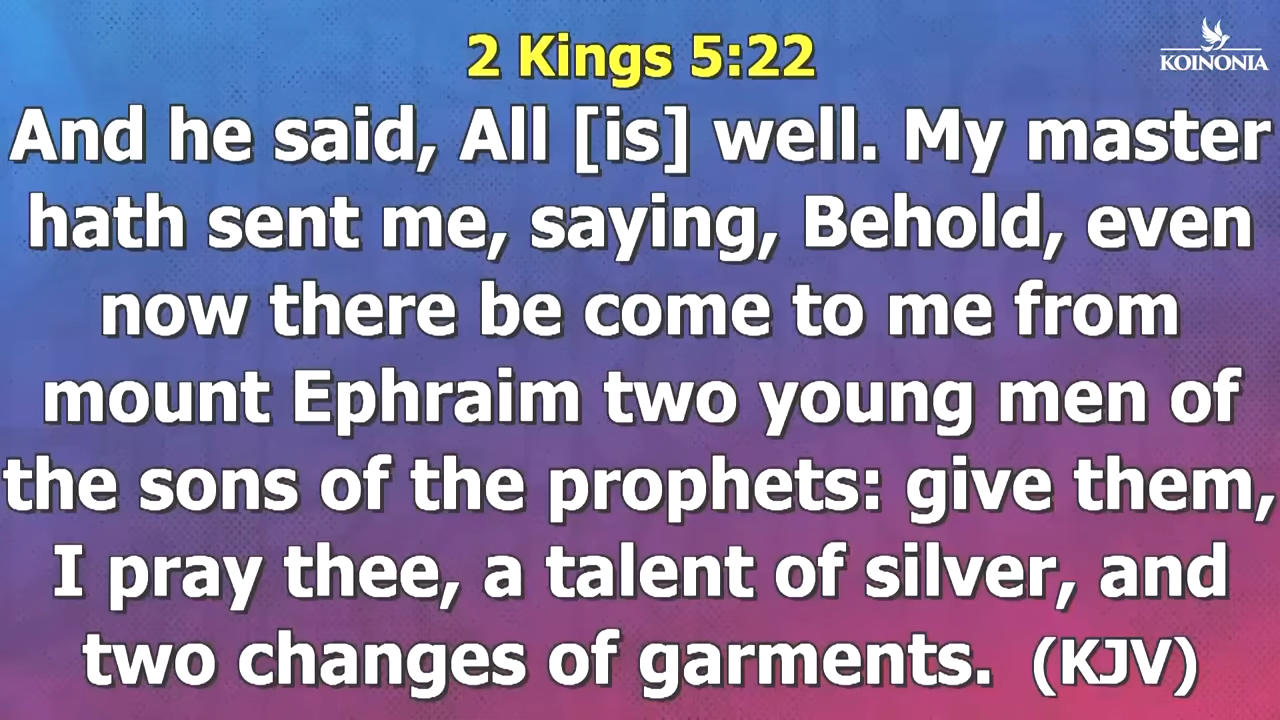 2 Kings 5:22
KOINONIA
And he said, All [is] well. My master
hath sent me, saying, Behold, even
now there be come to me from
mount Ephraim two young men of
the sons of the prophets: give them,
I pray thee, a talent of silver, and
two changes of garments. (KJV)